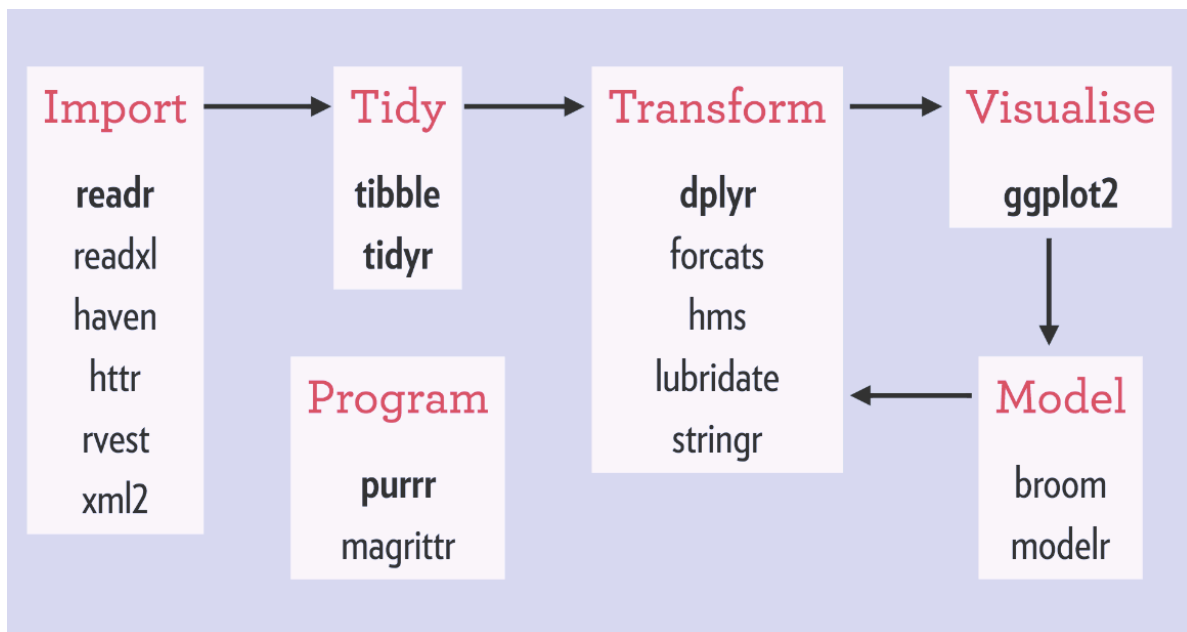 Import
readr
readxl
haven
httr
rvest
xml2
Tidy
tibble
tidyr
Program
purrr
magrittr
Transform
dplyr
forcats
hms
lubridate
stringr
Visualise
ggplot2
Model
broom
modelr